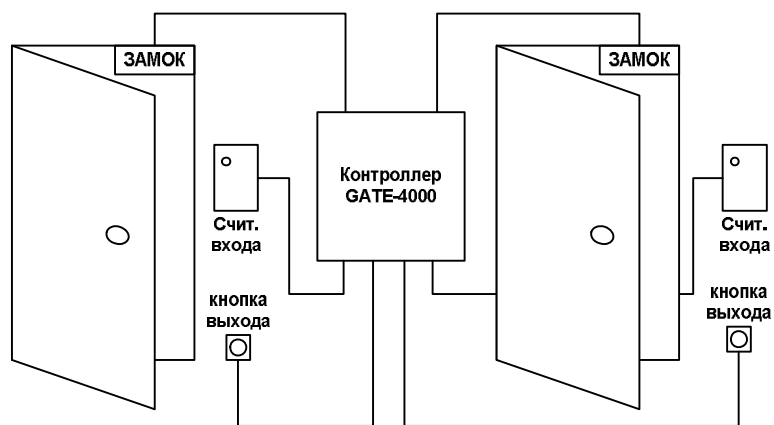 ЗАМОК
ЗАМОК
Контроллер
GATE-4000
Счит.
входа
Счит.
входа
кнопка
выхода
кнопка
выхода